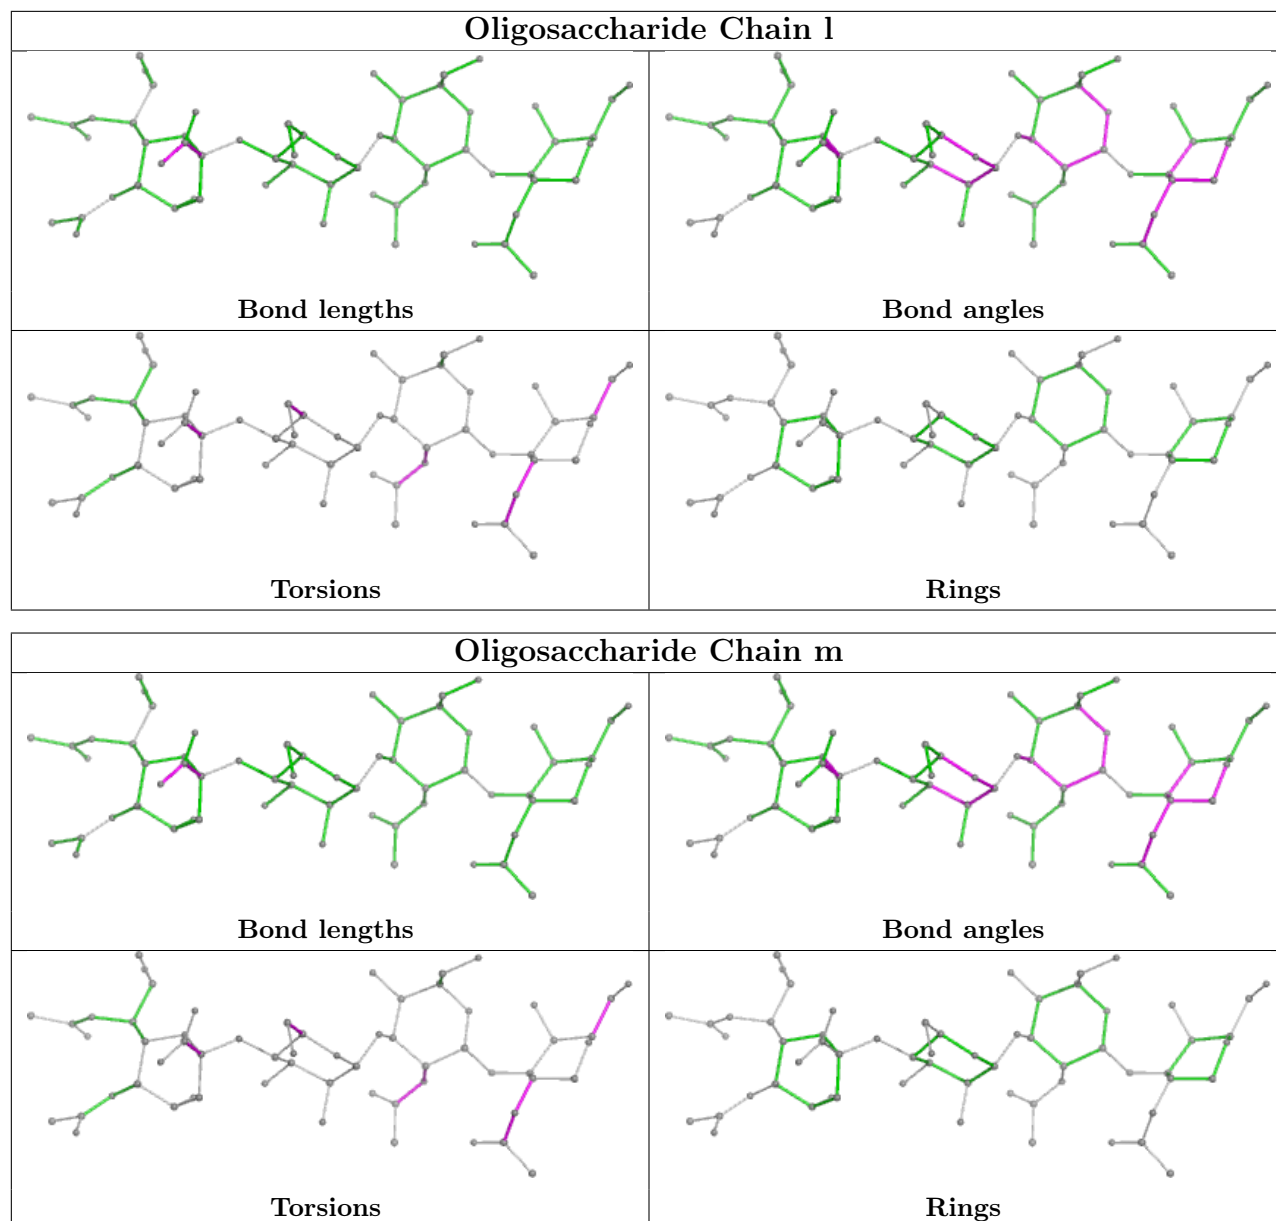 Oligosaccharide Chain l
Bond lengths
Bond angles
Torsions
Rings
Oligosaccharide Chain m
Bond lengths
Bond angles
Torsions
Rings